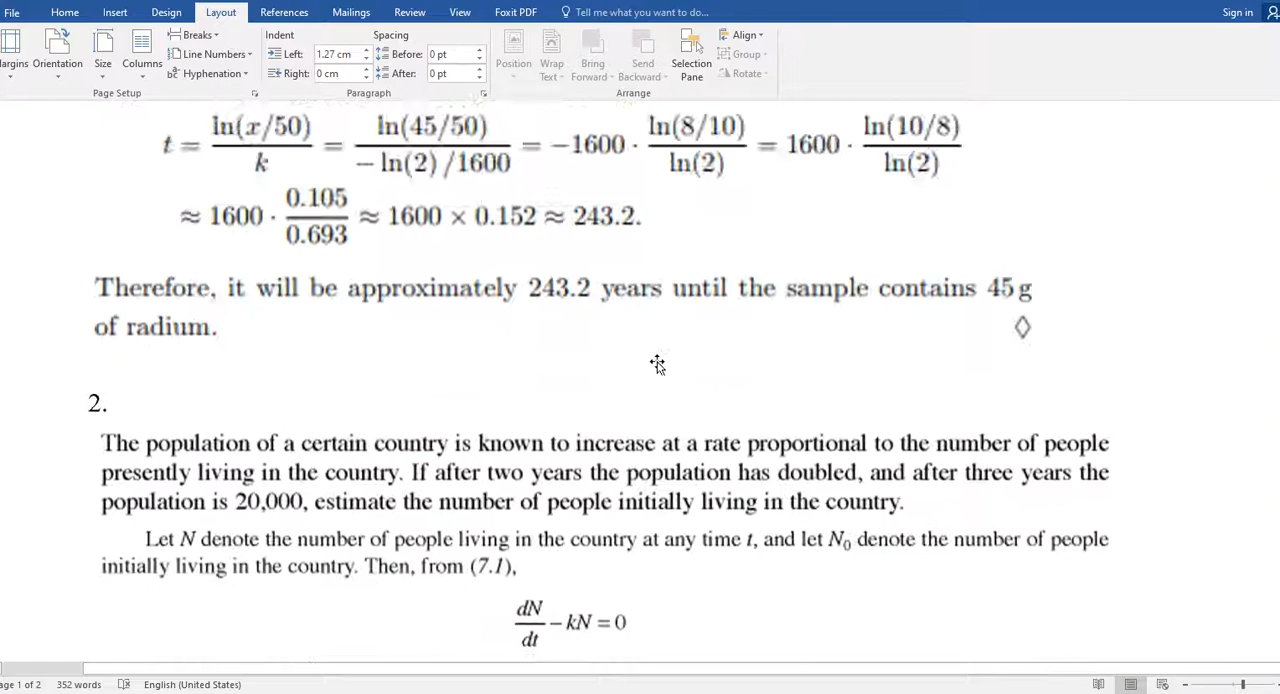 File Home Insert Design Layout References Mailings Review View Foxit PDF Tell me what you want to do... Sign in
Breaks Indent Spacing Align
Line Numbers Left: 1.27 cm Before: 0 pt Group
argins Orientation Size Columns Hyphenation Right: 0 cm After: 0 pt Position Wrap Text Bring Forward Send Backward Selection Pane Rotate
Page Setup Paragraph Arrange
t = ln(x/50) / k = ln(45/50) / − ln(2) /1600 = −1600 · ln(8/10) / ln(2) = 1600 · ln(10/8) / ln(2)
≈ 1600 · 0.105 / 0.693 ≈ 1600 × 0.152 ≈ 243.2.
Therefore, it will be approximately 243.2 years until the sample contains 45 g
of radium. ◊
2.
The population of a certain country is known to increase at a rate proportional to the number of people
presently living in the country. If after two years the population has doubled, and after three years the
population is 20,000, estimate the number of people initially living in the country.
Let N denote the number of people living in the country at any time t, and let N₀ denote the number of people
initially living in the country. Then, from (7.1),
dN / dt − kN = 0
age 1 of 2 352 words English (United States)